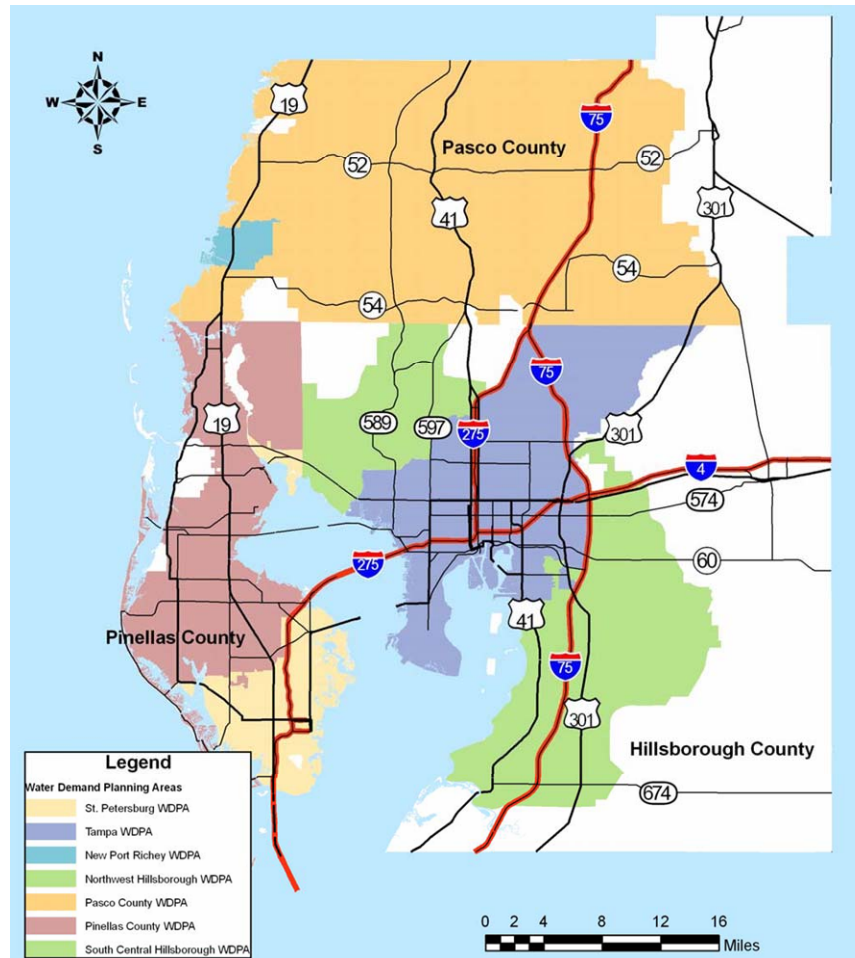 N
W E
S
19
75
Pasco County
52
52
41
301
54
54
19
75
589
597
275
301
4
574
275
60
41
Pinellas County
75
301
Hillsborough County
674
Legend
Water Demand Planning Areas
St. Petersburg WDPA
Tampa WDPA
New Port Richey WDPA
Northwest Hillsborough WDPA
Pasco County WDPA
Pinellas County WDPA
South Central Hillsborough WDPA
0 2 4 8 12 16
Miles